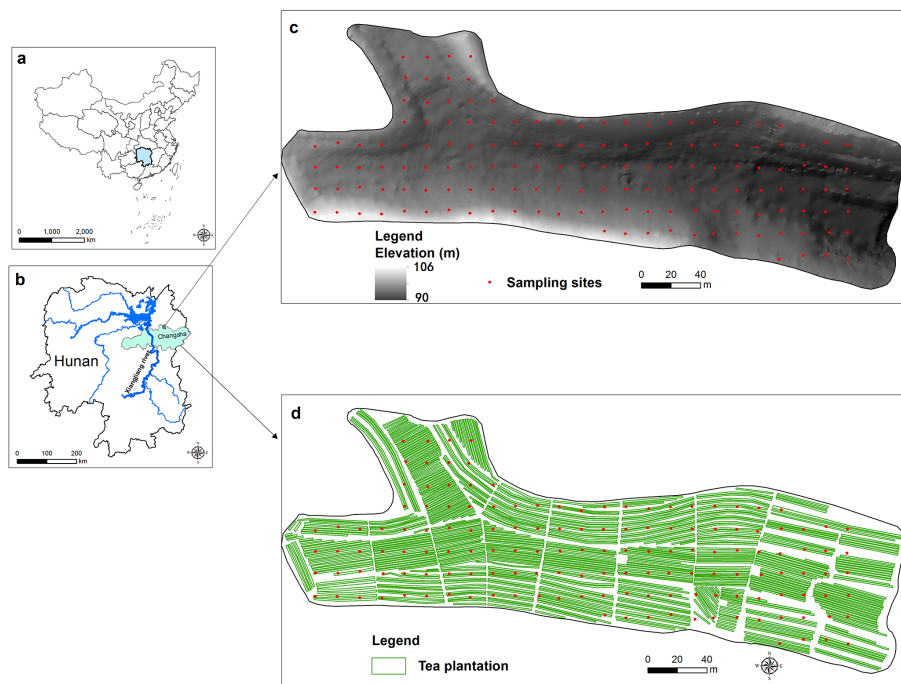 a
N
W E
S
0 1,000 2,000
km
b
Changsha
Hunan
Xiangjiang river
N
W E
S
0 100 200
km
c
Legend
Elevation (m)
106
90
Sampling sites
0 20 40
m
d
Legend
Tea plantation
0 20 40
m
N
W E
S